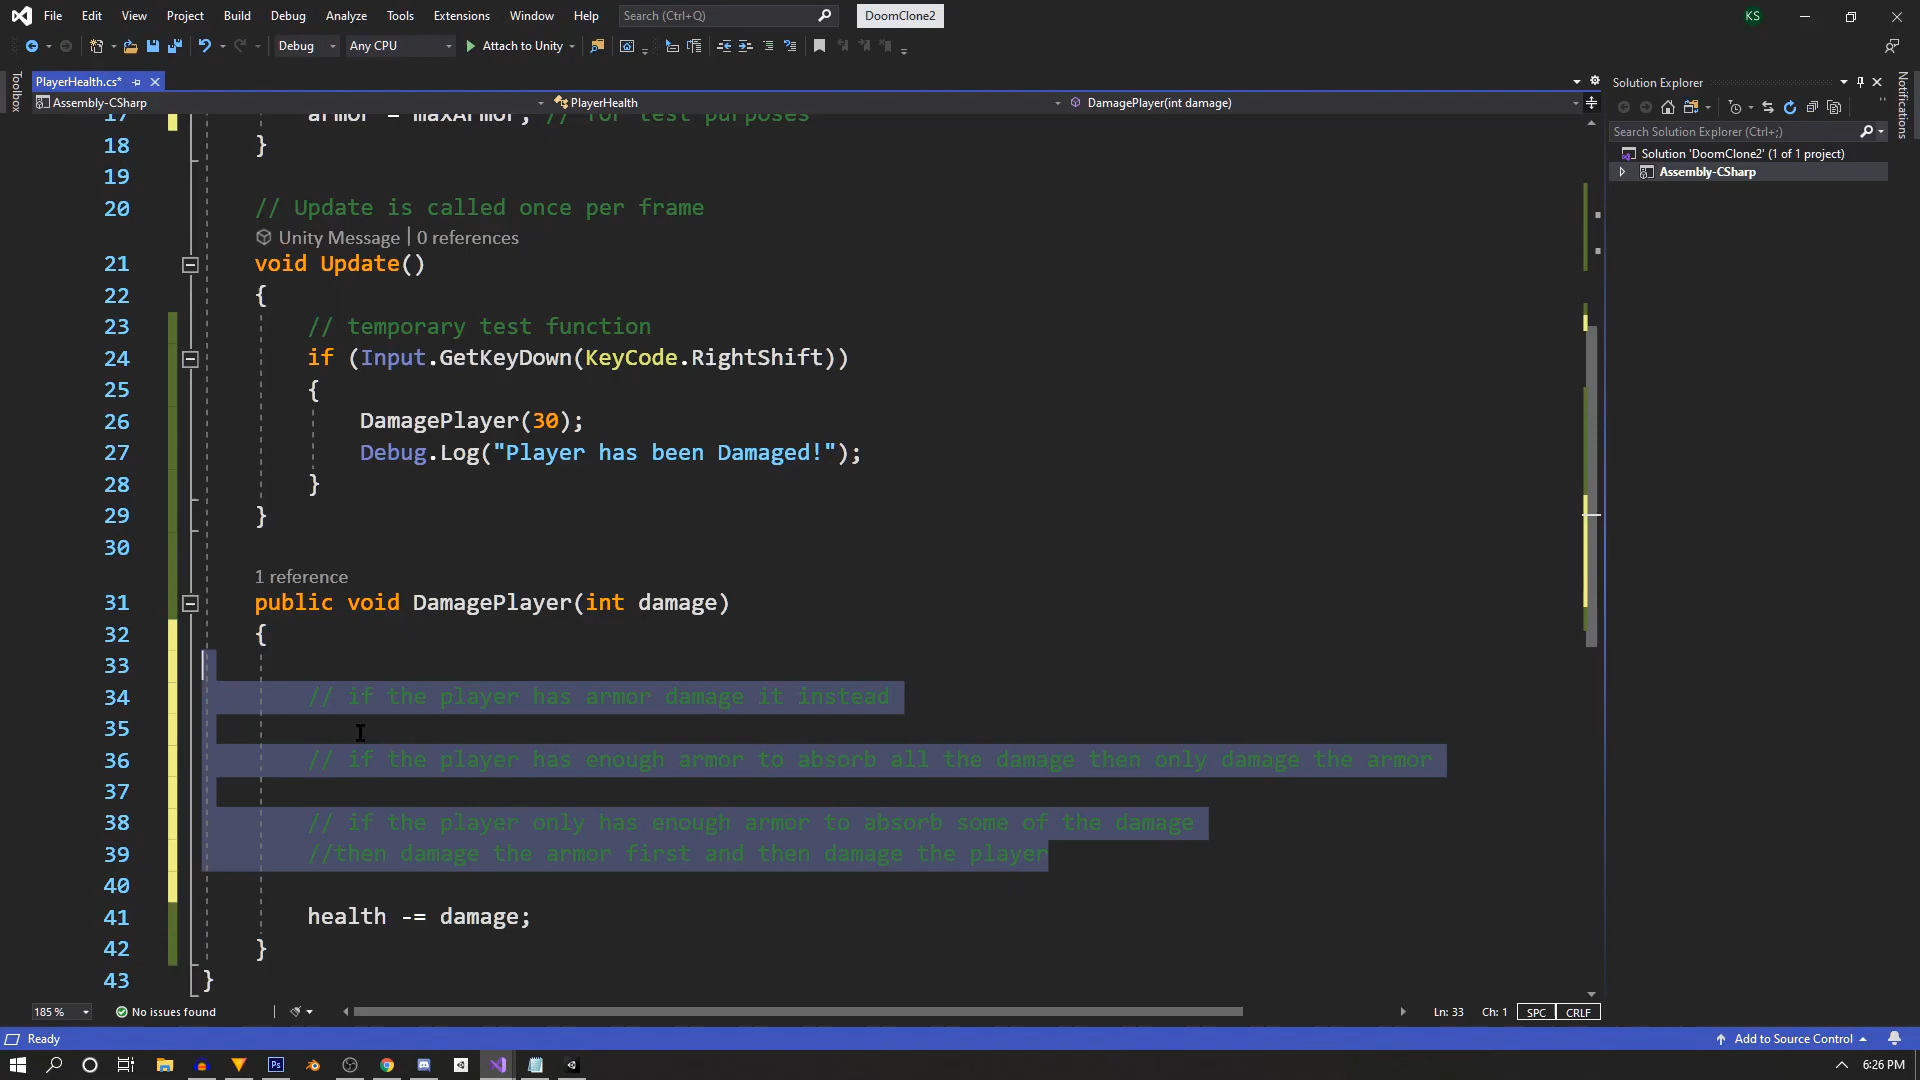 File Edit View Project Build Debug Analyze Tools Extensions Window Help Search (Ctrl+Q) DoomClone2 KS
Debug Any CPU Attach to Unity
Toolbox
PlayerHealth.cs*
Assembly-CSharp PlayerHealth DamagePlayer(int damage)
17 armor = maxArmor; // for test purposes
18 }
19
20 // Update is called once per frame
Unity Message | 0 references
21 void Update()
22 {
23 // temporary test function
24 if (Input.GetKeyDown(KeyCode.RightShift))
25 {
26 DamagePlayer(30);
27 Debug.Log("Player has been Damaged!");
28 }
29 }
30
1 reference
31 public void DamagePlayer(int damage)
32 {
33
34 // if the player has armor damage it instead
35
36 // if the player has enough armor to absorb all the damage then only damage the armor
37
38 // if the player only has enough armor to absorb some of the damage
39 //then damage the armor first and then damage the player
40
41 health -= damage;
42 }
43 }
Solution Explorer
Search Solution Explorer (Ctrl+;)
Solution 'DoomClone2' (1 of 1 project)
Assembly-CSharp
Notifications
185 % No issues found Ln: 33 Ch: 1 SPC CRLF
Ready Add to Source Control
Ps 6:26 PM